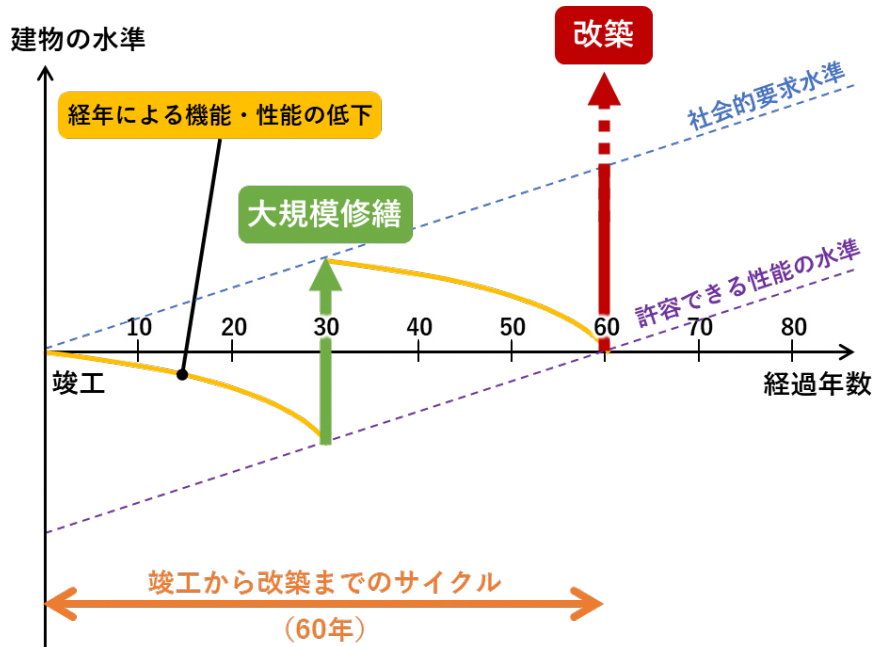 建物の水準
改築
社会的要求水準
経年による機能・性能の低下
大規模修繕
許容できる性能の水準
10 20 30 40 50 60 70 80
竣工
経過年数
竣工から改築までのサイクル
（60年）